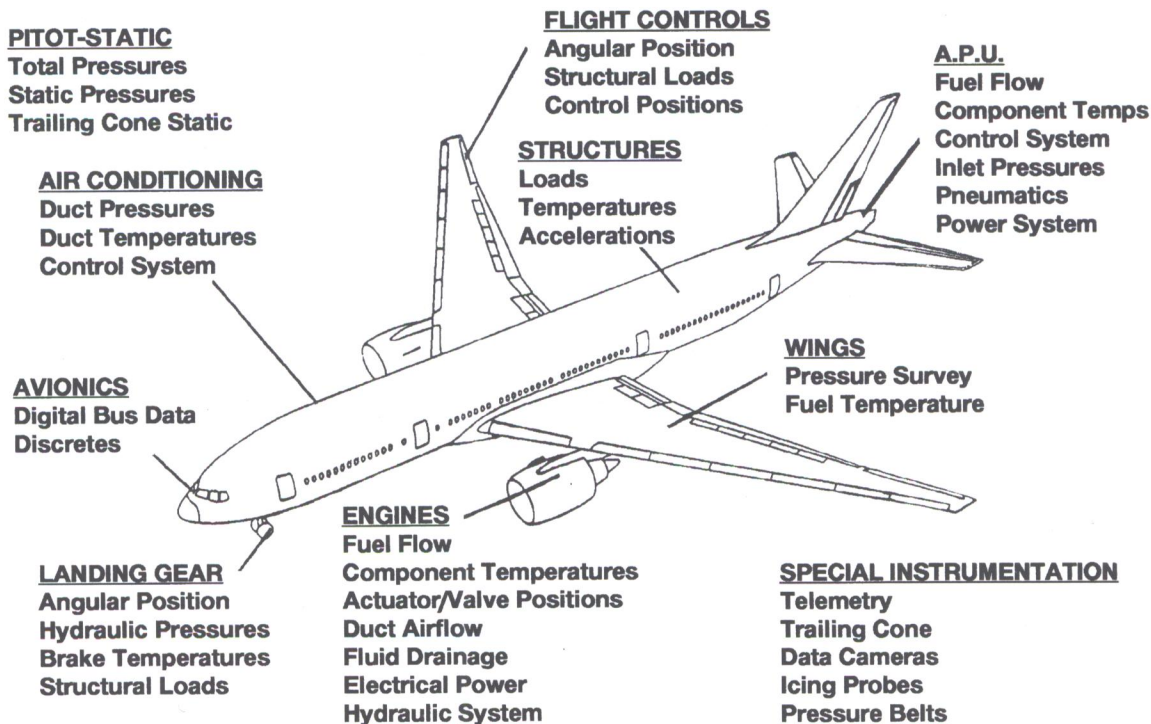 PITOT-STATIC
Total Pressures
Static Pressures
Trailing Cone Static
FLIGHT CONTROLS
Angular Position
Structural Loads
Control Positions
A.P.U.
Fuel Flow
Component Temps
Control System
Inlet Pressures
Pneumatics
Power System
AIR CONDITIONING
Duct Pressures
Duct Temperatures
Control System
STRUCTURES
Loads
Temperatures
Accelerations
WINGS
Pressure Survey
Fuel Temperature
AVIONICS
Digital Bus Data
Discretes
LANDING GEAR
Angular Position
Hydraulic Pressures
Brake Temperatures
Structural Loads
ENGINES
Fuel Flow
Component Temperatures
Actuator/Valve Positions
Duct Airflow
Fluid Drainage
Electrical Power
Hydraulic System
SPECIAL INSTRUMENTATION
Telemetry
Trailing Cone
Data Cameras
Icing Probes
Pressure Belts